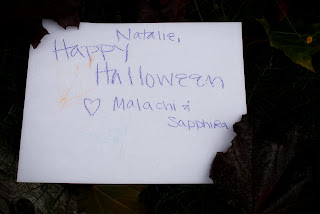 Natalie,
Happy
Halloween
♡ Malachi &
Sapphira